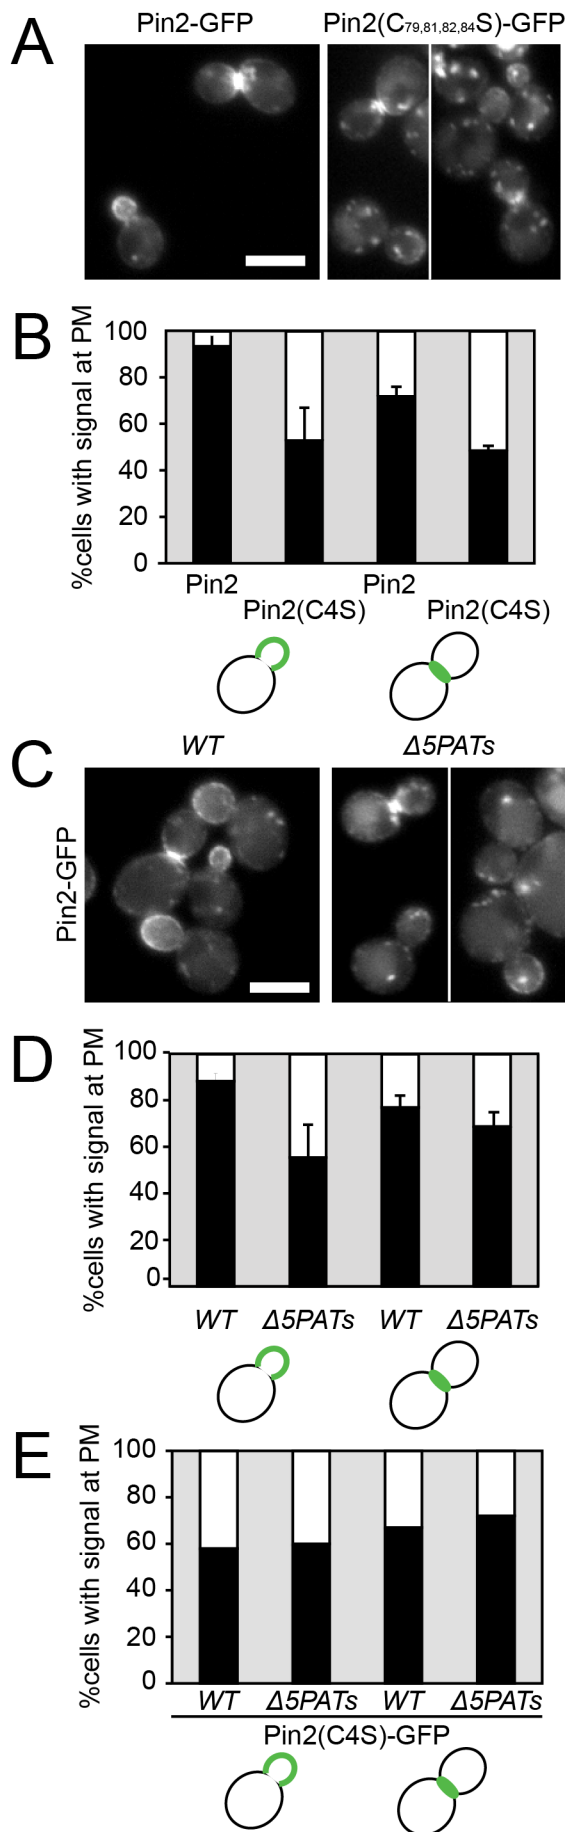 A
Pin2-GFP Pin2(C79,81,82,84S)-GFP
B
%cells with signal at PM
100
80
60
40
20
0
Pin2 Pin2
Pin2(C4S) Pin2(C4S)
WT Δ5PATs
C
Pin2-GFP
D
%cells with signal at PM
100
80
60
40
20
0
WT Δ5PATs WT Δ5PATs
E
%cells with signal at PM
100
80
60
40
20
0
WT Δ5PATs WT Δ5PATs
Pin2(C4S)-GFP